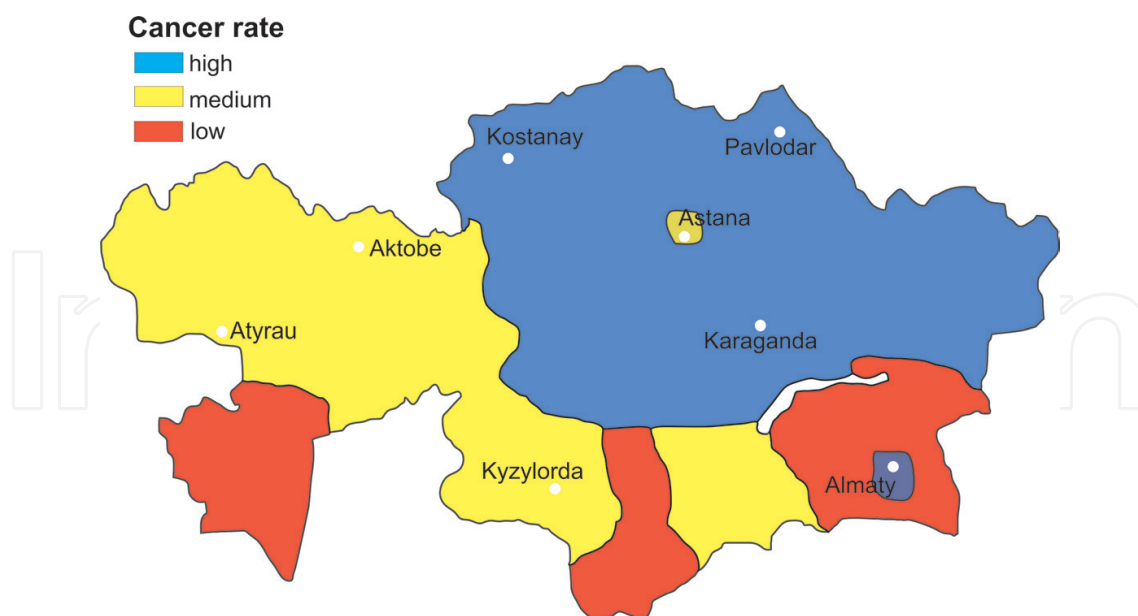 Cancer rate
high
medium
low
Kostanay
Pavlodar
Astana
Aktobe
Atyrau
Karaganda
Kyzylorda
Almaty